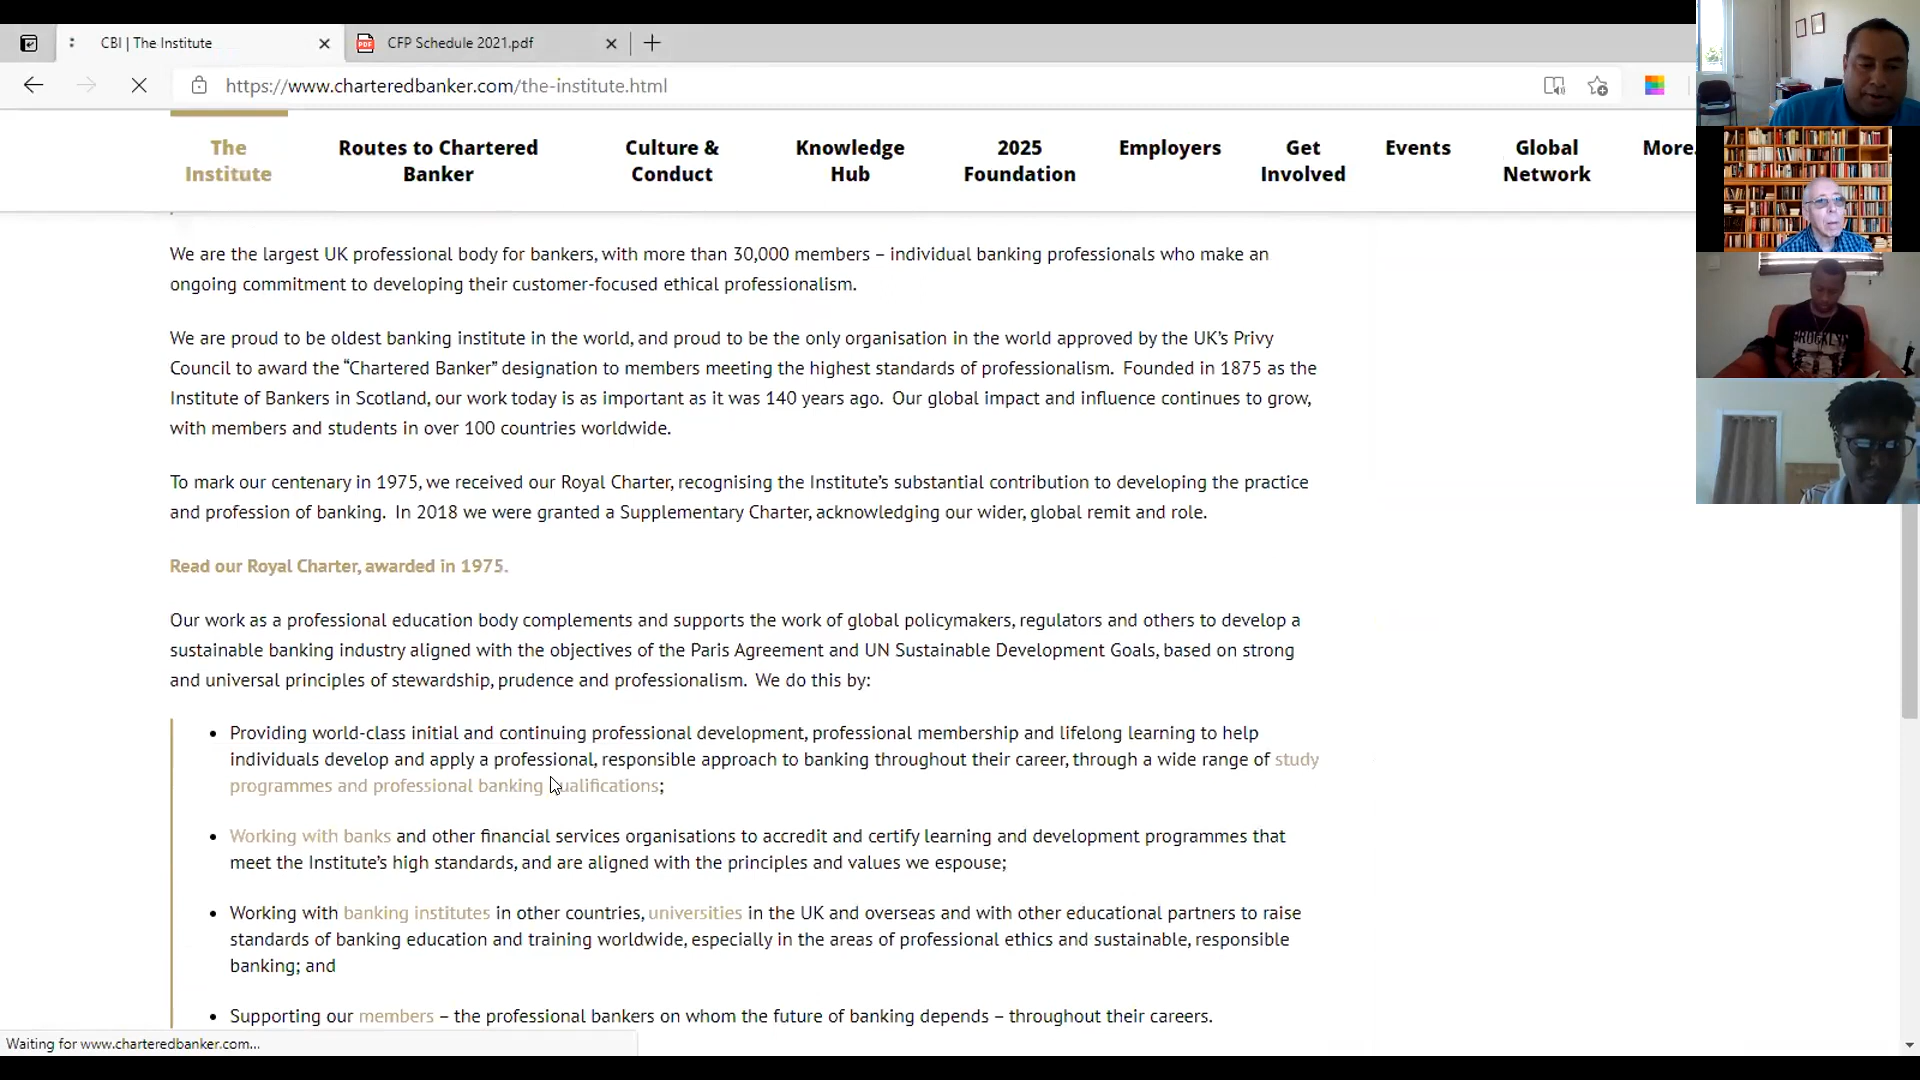 CBI | The Institute
CFP Schedule 2021.pdf
https://www.charteredbanker.com/the-institute.html
The Institute
Routes to Chartered Banker
Culture & Conduct
Knowledge Hub
2025 Foundation
Employers
Get Involved
Events
Global Network
More
We are the largest UK professional body for bankers, with more than 30,000 members – individual banking professionals who make an
ongoing commitment to developing their customer-focused ethical professionalism.
We are proud to be oldest banking institute in the world, and proud to be the only organisation in the world approved by the UK's Privy
Council to award the “Chartered Banker” designation to members meeting the highest standards of professionalism. Founded in 1875 as the
Institute of Bankers in Scotland, our work today is as important as it was 140 years ago. Our global impact and influence continues to grow,
with members and students in over 100 countries worldwide.
To mark our centenary in 1975, we received our Royal Charter, recognising the Institute's substantial contribution to developing the practice
and profession of banking. In 2018 we were granted a Supplementary Charter, acknowledging our wider, global remit and role.
Read our Royal Charter, awarded in 1975.
Our work as a professional education body complements and supports the work of global policymakers, regulators and others to develop a
sustainable banking industry aligned with the objectives of the Paris Agreement and UN Sustainable Development Goals, based on strong
and universal principles of stewardship, prudence and professionalism. We do this by:
• Providing world-class initial and continuing professional development, professional membership and lifelong learning to help
individuals develop and apply a professional, responsible approach to banking throughout their career, through a wide range of study
programmes and professional banking qualifications;
• Working with banks and other financial services organisations to accredit and certify learning and development programmes that
meet the Institute's high standards, and are aligned with the principles and values we espouse;
• Working with banking institutes in other countries, universities in the UK and overseas and with other educational partners to raise
standards of banking education and training worldwide, especially in the areas of professional ethics and sustainable, responsible
banking; and
• Supporting our members – the professional bankers on whom the future of banking depends – throughout their careers.
Waiting for www.charteredbanker.com...
PDF
BROOKLYN